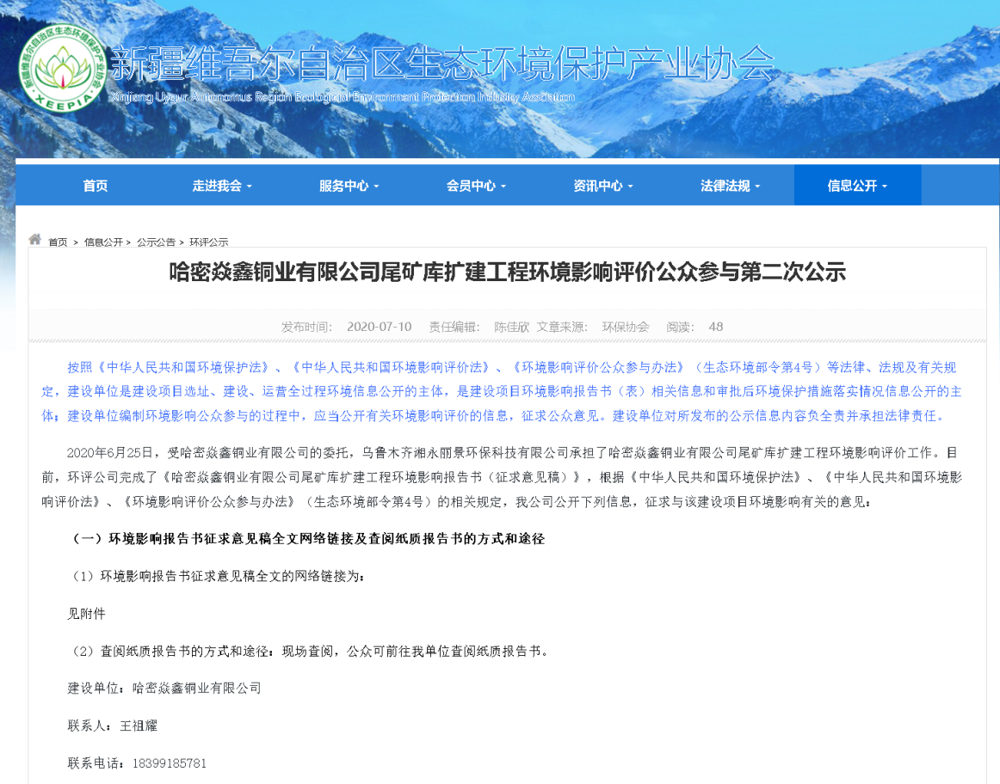 新疆维吾尔自治区生态环境保护产业协会
XEEPIA
新疆维吾尔自治区生态环境保护产业协会
Xinjiang Uygur Autonomus Region Ecologicial Environment Protection Industry Assciation
首页 走进我会 服务中心 会员中心 资讯中心 法律法规 信息公开
首页 > 信息公开 > 公示公告 > 环评公示
哈密焱鑫铜业有限公司尾矿库扩建工程环境影响评价公众参与第二次公示
发布时间： 2020-07-10 责任编辑： 陈佳欣 文章来源： 环保协会 阅读： 48
按照《中华人民共和国环境保护法》、《中华人民共和国环境影响评价法》、《环境影响评价公众参与办法》（生态环境部令第4号）等法律、法规及有关规
定，建设单位是建设项目选址、建设、运营全过程环境信息公开的主体，是建设项目环境影响报告书（表）相关信息和审批后环境保护措施落实情况信息公开的主
体；建设单位编制环境影响公众参与的过程中，应当公开有关环境影响评价的信息，征求公众意见。建设单位对所发布的公示信息内容负全责并承担法律责任。
2020年6月25日，受哈密焱鑫铜业有限公司的委托，乌鲁木齐湘永丽景环保科技有限公司承担了哈密焱鑫铜业有限公司尾矿库扩建工程环境影响评价工作。目
前，环评公司完成了《哈密焱鑫铜业有限公司尾矿库扩建工程环境影响报告书（征求意见稿）》，根据《中华人民共和国环境保护法》、《中华人民共和国环境影
响评价法》、《环境影响评价公众参与办法》（生态环境部令第4号）的相关规定，我公司公开下列信息，征求与该建设项目环境影响有关的意见：
（一）环境影响报告书征求意见稿全文网络链接及查阅纸质报告书的方式和途径
（1）环境影响报告书征求意见稿全文的网络链接为：
见附件
（2）查阅纸质报告书的方式和途径：现场查阅，公众可前往我单位查阅纸质报告书。
建设单位：哈密焱鑫铜业有限公司
联系人：王祖耀
联系电话：18399185781